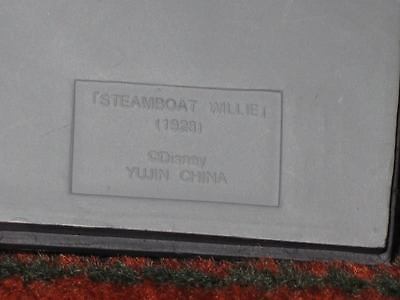 「STEAMBOAT WILLIE」
(1928)
©Disney
YUJIN CHINA